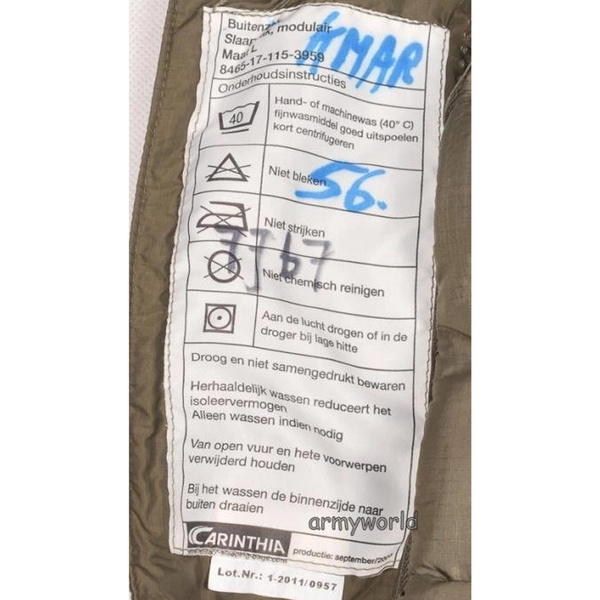 modulair
KMAR
8465-17-115-3959
Onderhoudsinstructies
40
Hand- of machinewas (40° C)
fijnwasmiddel goed uitspoelen
kort centrifugeren
Niet bleken
56.
Niet strijken
7767
Niet chemisch reinigen
Aan de lucht drogen of in de
droger bij lage hitte
Droog en niet samengedrukt bewaren
Herhaaldelijk wassen reduceert het
isoleervermogen
Alleen wassen indien nodig
Van open vuur en hete voorwerpen
verwijderd houden
Bij het wassen de binnenzijde naar
buiten draaien
armyworld
CARINTHIA
productie: september/
Lot.Nr.: 1-2011/0957